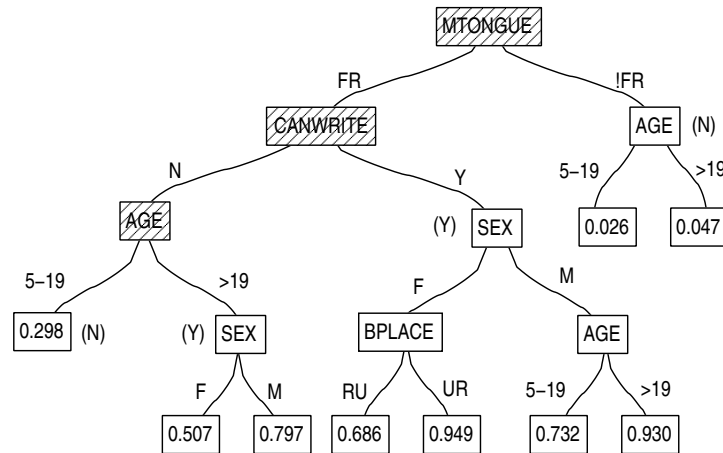 MTONGUE
FR !FR
CANWRITE AGE (N)
N Y 5–19 >19
AGE (Y) SEX 0.026 0.047
5–19 >19 F M
0.298 (N) (Y) SEX BPLACE AGE
F M RU UR 5–19 >19
0.507 0.797 0.686 0.949 0.732 0.930